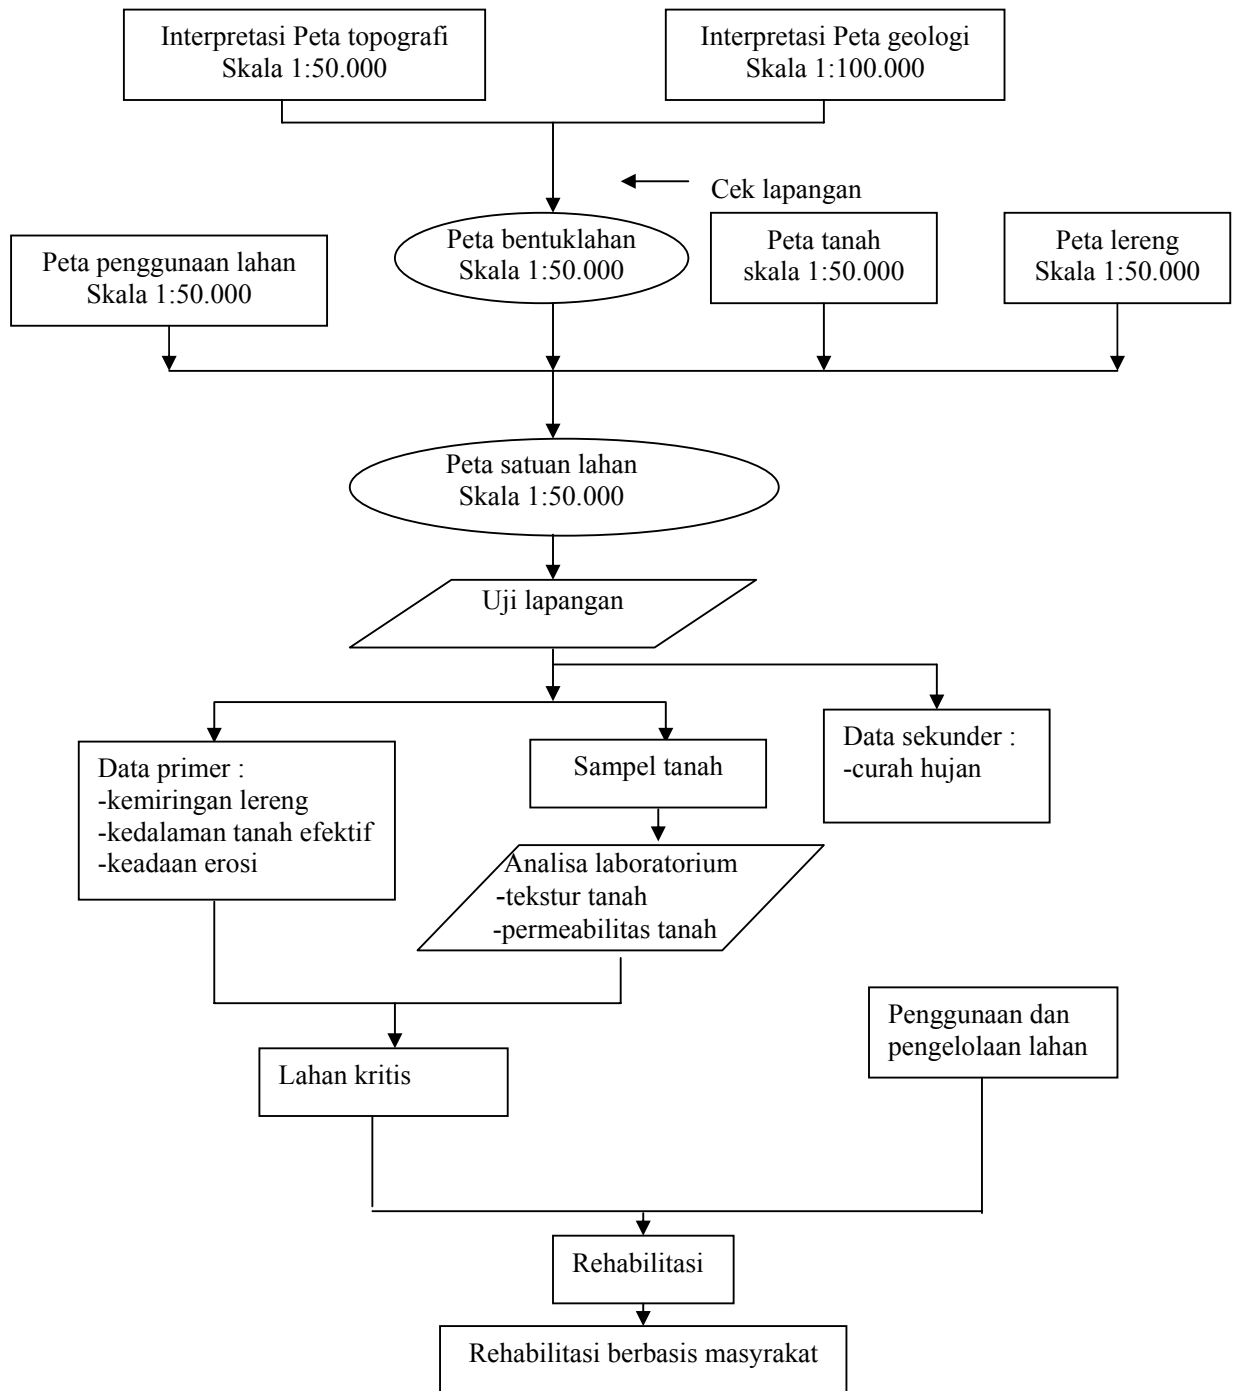 Interpretasi Peta topografi
Skala 1:50.000
Interpretasi Peta geologi
Skala 1:100.000
Cek lapangan
Peta penggunaan lahan
Skala 1:50.000
Peta bentuklahan
Skala 1:50.000
Peta tanah
skala 1:50.000
Peta lereng
Skala 1:50.000
Peta satuan lahan
Skala 1:50.000
Uji lapangan
Data primer :
-kemiringan lereng
-kedalaman tanah efektif
-keadaan erosi
Sampel tanah
Data sekunder :
-curah hujan
Analisa laboratorium
-tekstur tanah
-permeabilitas tanah
Penggunaan dan
pengelolaan lahan
Lahan kritis
Rehabilitasi
Rehabilitasi berbasis masyrakat